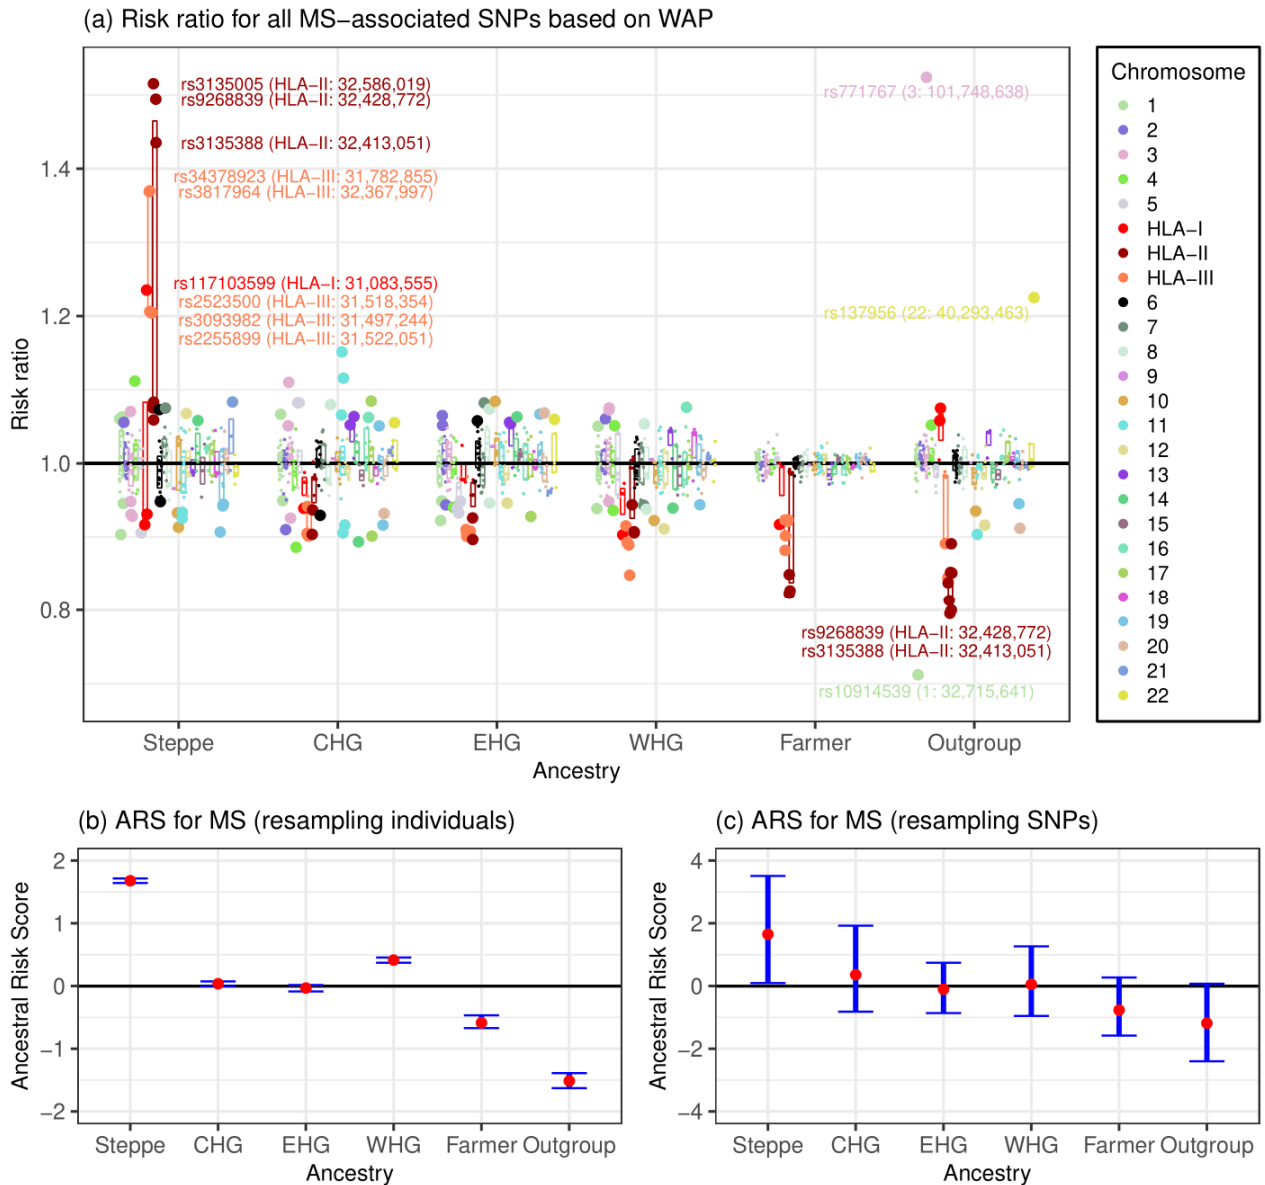 (a) Risk ratio for all MS−associated SNPs based on WAP
Risk ratio
1.4
1.2
1.0
0.8
rs3135005 (HLA−II: 32,586,019)
rs9268839 (HLA−II: 32,428,772)
rs3135388 (HLA−II: 32,413,051)
rs34378923 (HLA−III: 31,782,855)
rs3817964 (HLA−III: 32,367,997)
rs117103599 (HLA−I: 31,083,555)
rs2523500 (HLA−III: 31,518,354)
rs3093982 (HLA−III: 31,497,244)
rs2255899 (HLA−III: 31,522,051)
rs771767 (3: 101,748,638)
rs137956 (22: 40,293,463)
rs9268839 (HLA−II: 32,428,772)
rs3135388 (HLA−II: 32,413,051)
rs10914539 (1: 32,715,641)
Steppe CHG EHG WHG Farmer Outgroup
Ancestry
Chromosome
1
2
3
4
5
HLA−I
HLA−II
HLA−III
6
7
8
9
10
11
12
13
14
15
16
17
18
19
20
21
22
(b) ARS for MS (resampling individuals)
Ancestral Risk Score
2
1
0
−1
−2
Steppe CHG EHG WHG Farmer Outgroup
Ancestry
(c) ARS for MS (resampling SNPs)
Ancestral Risk Score
4
2
0
−2
−4
Steppe CHG EHG WHG Farmer Outgroup
Ancestry